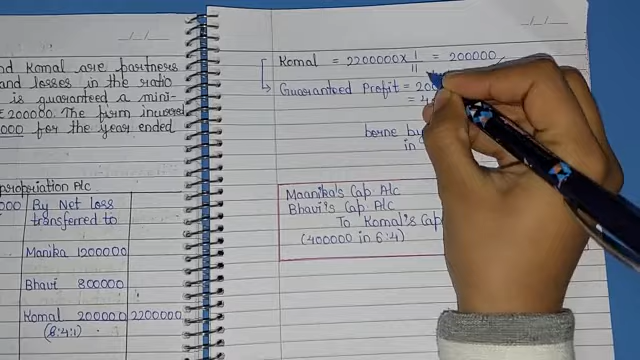 nd Komal are partners
and losses in the ratio
is guaranteed a mini-
200000. The firm incurred
000 for the year ended
propriation A/c
000 By Net loss
transferred to
Manika 1200000
Bhavi 800000
Komal 200000 2200000
(6:4:1)
Komal = 2200000 × 1/11 = 200000
Guaranteed Profit = 20
= 4
borne by
in
Maanika's Cap. A/c
Bhavi's Cap. A/c
To Komal's Cap
(400000 in 6:4)